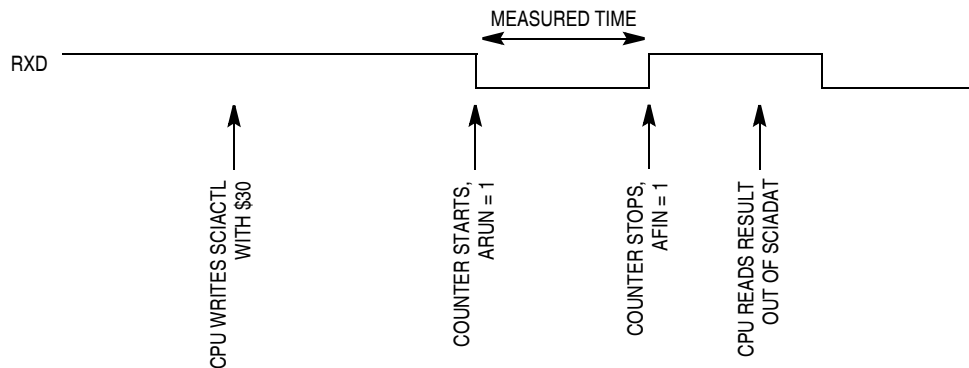 MEASURED TIME
RXD
CPU WRITES SCIACTL
WITH $30
COUNTER STARTS,
ARUN = 1
COUNTER STOPS,
AFIN = 1
CPU READS RESULT
OUT OF SCIADAT